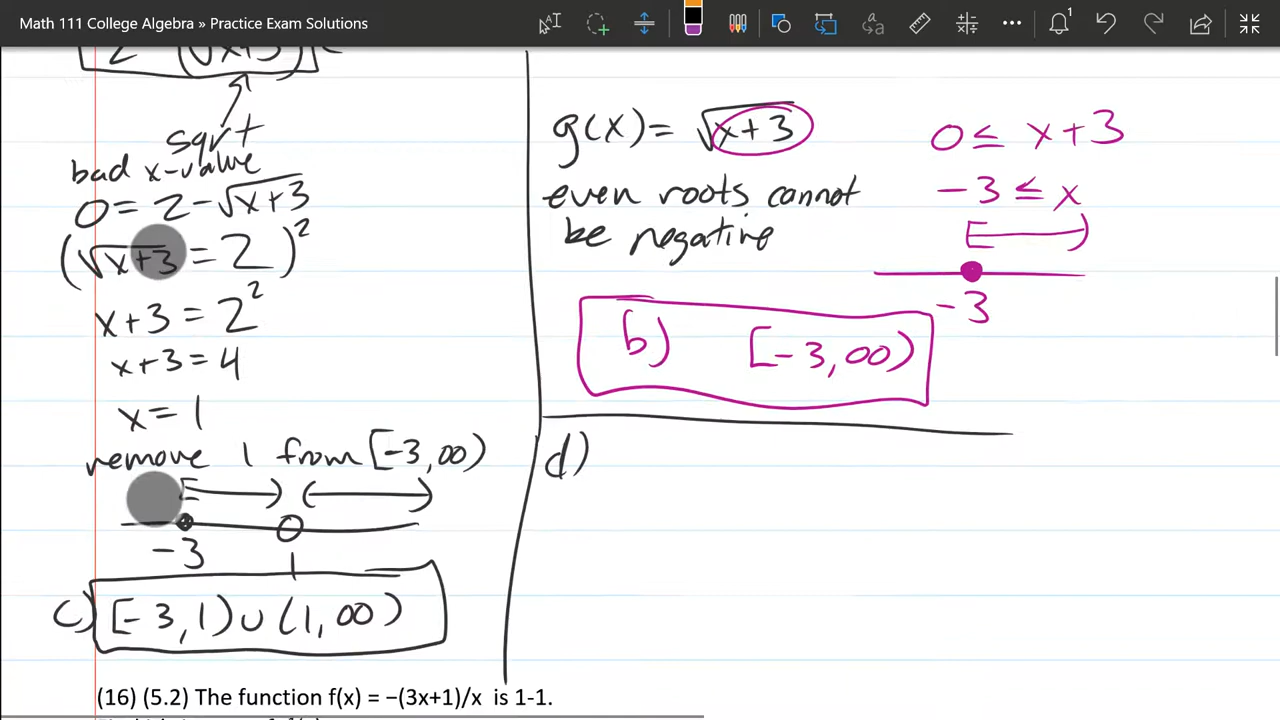 Math 111 College Algebra » Practice Exam Solutions
sqrt
bad x-value
0 = 2 - √x+3
(√x+3 = 2)²
x+3 = 2²
x+3 = 4
x = 1
remove 1 from [-3, ∞)
-3 1
c) [-3, 1) ∪ (1, ∞)
g(x) = √x+3
even roots cannot
be negative
0 ≤ x+3
-3 ≤ x
-3
b) [-3, ∞)
d)
(16) (5.2) The function f(x) = −(3x+1)/x is 1-1.